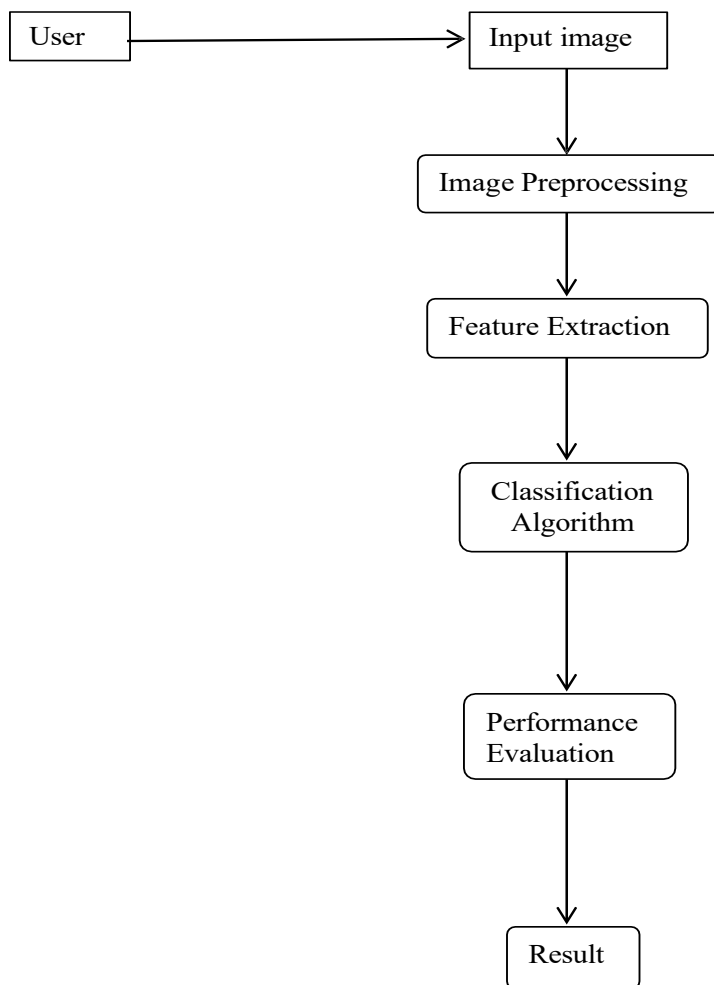 User
Input image
Image Preprocessing
Feature Extraction
Classification
Algorithm
Performance
Evaluation
Result